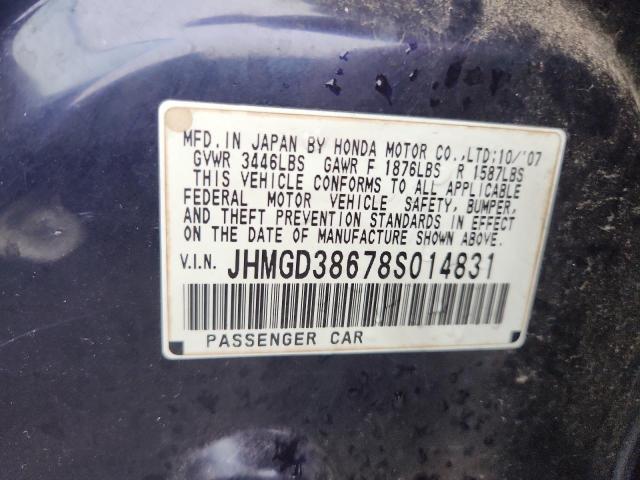 MFD. IN JAPAN BY HONDA MOTOR CO., LTD; 10/'07
GVWR 3446LBS GAWR F 1876LBS R 1587LBS
THIS VEHICLE CONFORMS TO ALL APPLICABLE
FEDERAL MOTOR VEHICLE SAFETY, BUMPER,
AND THEFT PREVENTION STANDARDS IN EFFECT
ON THE DATE OF MANUFACTURE SHOWN ABOVE.
V.I.N. JHMGD38678S014831
PASSENGER CAR